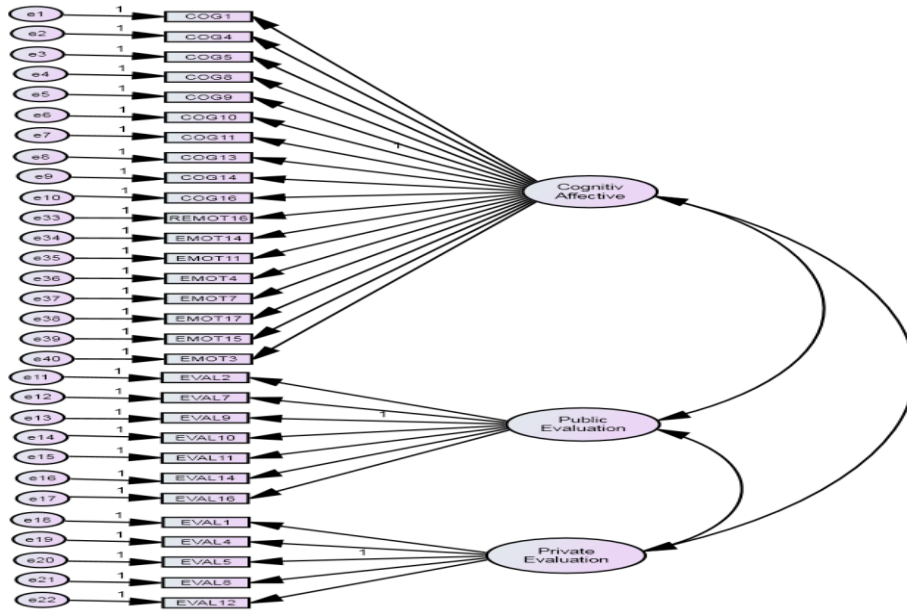 e1 1 COG1
e2 1 COG4
e3 1 COG5
e4 1 COG8
e5 1 COG9
e6 1 COG10
e7 1 COG11
1
e8 1 COG13
e9 1 COG14
Cognitiv
Affective
e10 1 COG16
e33 1 REMOT16
e34 1 EMOT14
e35 1 EMOT11
e36 1 EMOT4
e37 1 EMOT7
e38 1 EMOT17
e39 1 EMOT15
e40 1 EMOT3
e11 1 EVAL2
e12 1 EVAL7
e13 1 EVAL9
1
Public
Evaluation
e14 1 EVAL10
e15 1 EVAL11
e16 1 EVAL14
e17 1 EVAL16
e18 1 EVAL1
e19 1 EVAL4
1
Private
Evaluation
e20 1 EVAL5
e21 1 EVAL8
e22 1 EVAL12